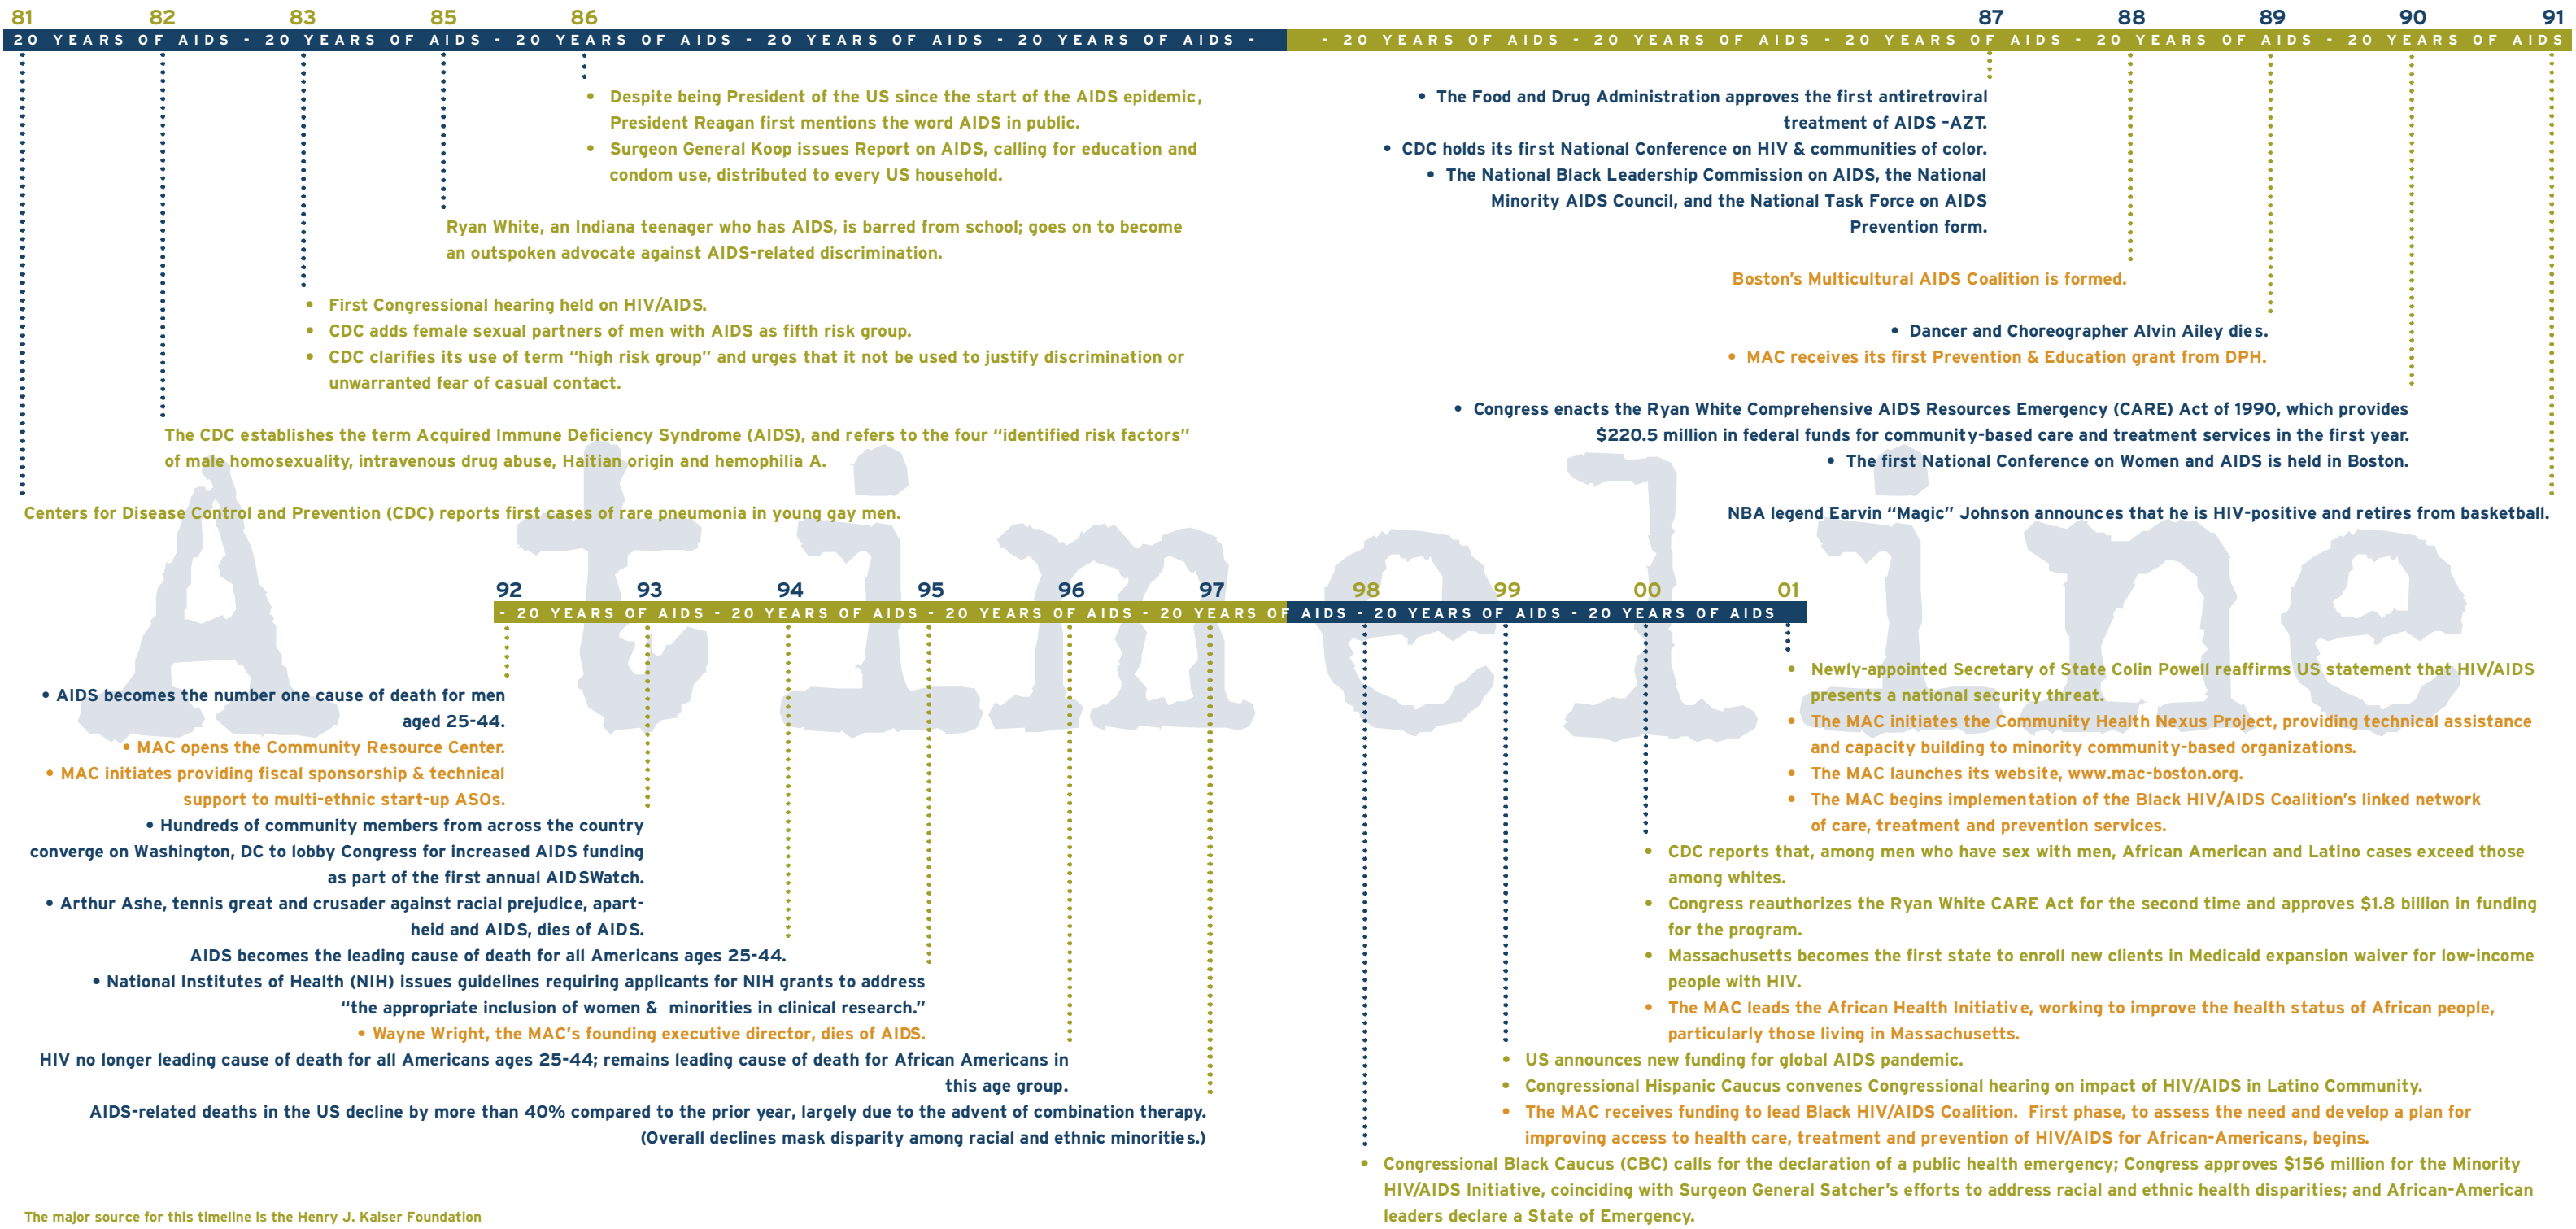 81 82 83 85 86 87 88 89 90 91
20 YEARS OF AIDS - 20 YEARS OF AIDS - 20 YEARS OF AIDS - 20 YEARS OF AIDS - 20 YEARS OF AIDS -
- 20 YEARS OF AIDS - 20 YEARS OF AIDS - 20 YEARS OF AIDS - 20 YEARS OF AIDS - 20 YEARS OF AIDS
• Despite being President of the US since the start of the AIDS epidemic,
President Reagan first mentions the word AIDS in public.
• Surgeon General Koop issues Report on AIDS, calling for education and
condom use, distributed to every US household.
Ryan White, an Indiana teenager who has AIDS, is barred from school; goes on to become
an outspoken advocate against AIDS-related discrimination.
• First Congressional hearing held on HIV/AIDS.
• CDC adds female sexual partners of men with AIDS as fifth risk group.
• CDC clarifies its use of term “high risk group” and urges that it not be used to justify discrimination or
unwarranted fear of casual contact.
The CDC establishes the term Acquired Immune Deficiency Syndrome (AIDS), and refers to the four “identified risk factors”
of male homosexuality, intravenous drug abuse, Haitian origin and hemophilia A.
Centers for Disease Control and Prevention (CDC) reports first cases of rare pneumonia in young gay men.
• The Food and Drug Administration approves the first antiretroviral
treatment of AIDS -AZT.
• CDC holds its first National Conference on HIV & communities of color.
• The National Black Leadership Commission on AIDS, the National
Minority AIDS Council, and the National Task Force on AIDS
Prevention form.
Boston’s Multicultural AIDS Coalition is formed.
• Dancer and Choreographer Alvin Ailey dies.
• MAC receives its first Prevention & Education grant from DPH.
• Congress enacts the Ryan White Comprehensive AIDS Resources Emergency (CARE) Act of 1990, which provides
$220.5 million in federal funds for community-based care and treatment services in the first year.
• The first National Conference on Women and AIDS is held in Boston.
NBA legend Earvin “Magic” Johnson announces that he is HIV-positive and retires from basketball.
A timeline
92 93 94 95 96 97 98 99 00 01
- 20 YEARS OF AIDS - 20 YEARS OF AIDS - 20 YEARS OF AIDS - 20 YEARS OF AIDS - 20 YEARS OF AIDS - 20 YEARS OF AIDS
• AIDS becomes the number one cause of death for men
aged 25-44.
• MAC opens the Community Resource Center.
• MAC initiates providing fiscal sponsorship & technical
support to multi-ethnic start-up ASOs.
• Hundreds of community members from across the country
converge on Washington, DC to lobby Congress for increased AIDS funding
as part of the first annual AIDSWatch.
• Arthur Ashe, tennis great and crusader against racial prejudice, apart-
heid and AIDS, dies of AIDS.
AIDS becomes the leading cause of death for all Americans ages 25-44.
• National Institutes of Health (NIH) issues guidelines requiring applicants for NIH grants to address
“the appropriate inclusion of women & minorities in clinical research.”
• Wayne Wright, the MAC’s founding executive director, dies of AIDS.
HIV no longer leading cause of death for all Americans ages 25-44; remains leading cause of death for African Americans in
this age group.
AIDS-related deaths in the US decline by more than 40% compared to the prior year, largely due to the advent of combination therapy.
(Overall declines mask disparity among racial and ethnic minorities.)
• Newly-appointed Secretary of State Colin Powell reaffirms US statement that HIV/AIDS
presents a national security threat.
• The MAC initiates the Community Health Nexus Project, providing technical assistance
and capacity building to minority community-based organizations.
• The MAC launches its website, www.mac-boston.org.
• The MAC begins implementation of the Black HIV/AIDS Coalition’s linked network
of care, treatment and prevention services.
• CDC reports that, among men who have sex with men, African American and Latino cases exceed those
among whites.
• Congress reauthorizes the Ryan White CARE Act for the second time and approves $1.8 billion in funding
for the program.
• Massachusetts becomes the first state to enroll new clients in Medicaid expansion waiver for low-income
people with HIV.
• The MAC leads the African Health Initiative, working to improve the health status of African people,
particularly those living in Massachusetts.
• US announces new funding for global AIDS pandemic.
• Congressional Hispanic Caucus convenes Congressional hearing on impact of HIV/AIDS in Latino Community.
• The MAC receives funding to lead Black HIV/AIDS Coalition. First phase, to assess the need and develop a plan for
improving access to health care, treatment and prevention of HIV/AIDS for African-Americans, begins.
• Congressional Black Caucus (CBC) calls for the declaration of a public health emergency; Congress approves $156 million for the Minority
HIV/AIDS Initiative, coinciding with Surgeon General Satcher’s efforts to address racial and ethnic health disparities; and African-American
leaders declare a State of Emergency.
The major source for this timeline is the Henry J. Kaiser Foundation